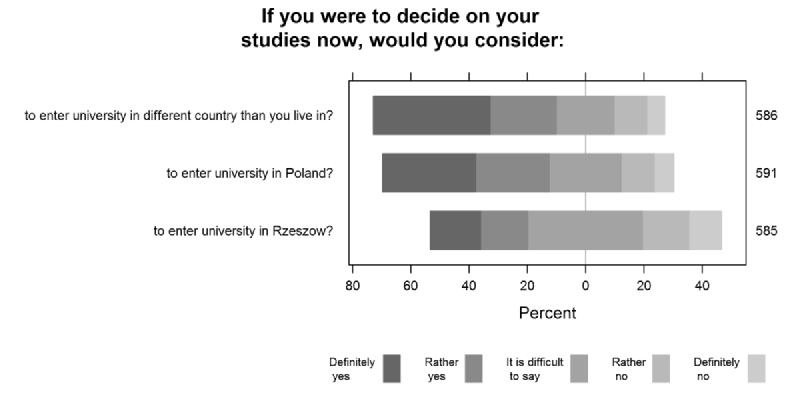 If you were to decide on your
studies now, would you consider:
to enter university in different country than you live in?
586
to enter university in Poland?
591
to enter university in Rzeszow?
585
80 60 40 20 0 20 40
Percent
Definitely yes
Rather yes
It is difficult to say
Rather no
Definitely no